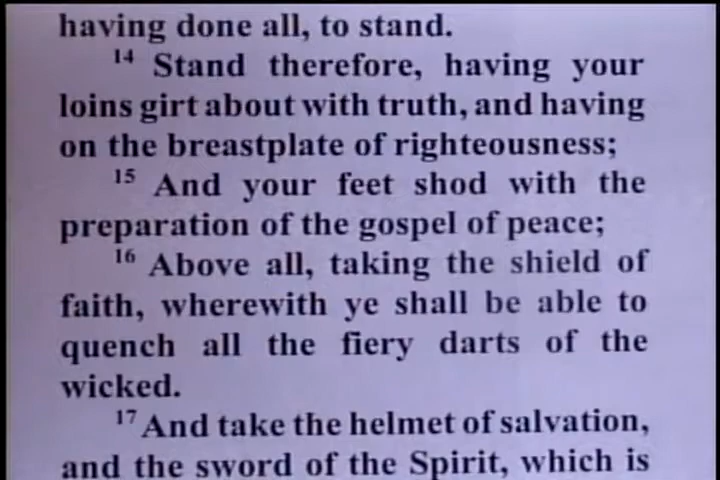 having done all, to stand.
14 Stand therefore, having your
loins girt about with truth, and having
on the breastplate of righteousness;
15 And your feet shod with the
preparation of the gospel of peace;
16 Above all, taking the shield of
faith, wherewith ye shall be able to
quench all the fiery darts of the
wicked.
17 And take the helmet of salvation,
and the sword of the Spirit, which is